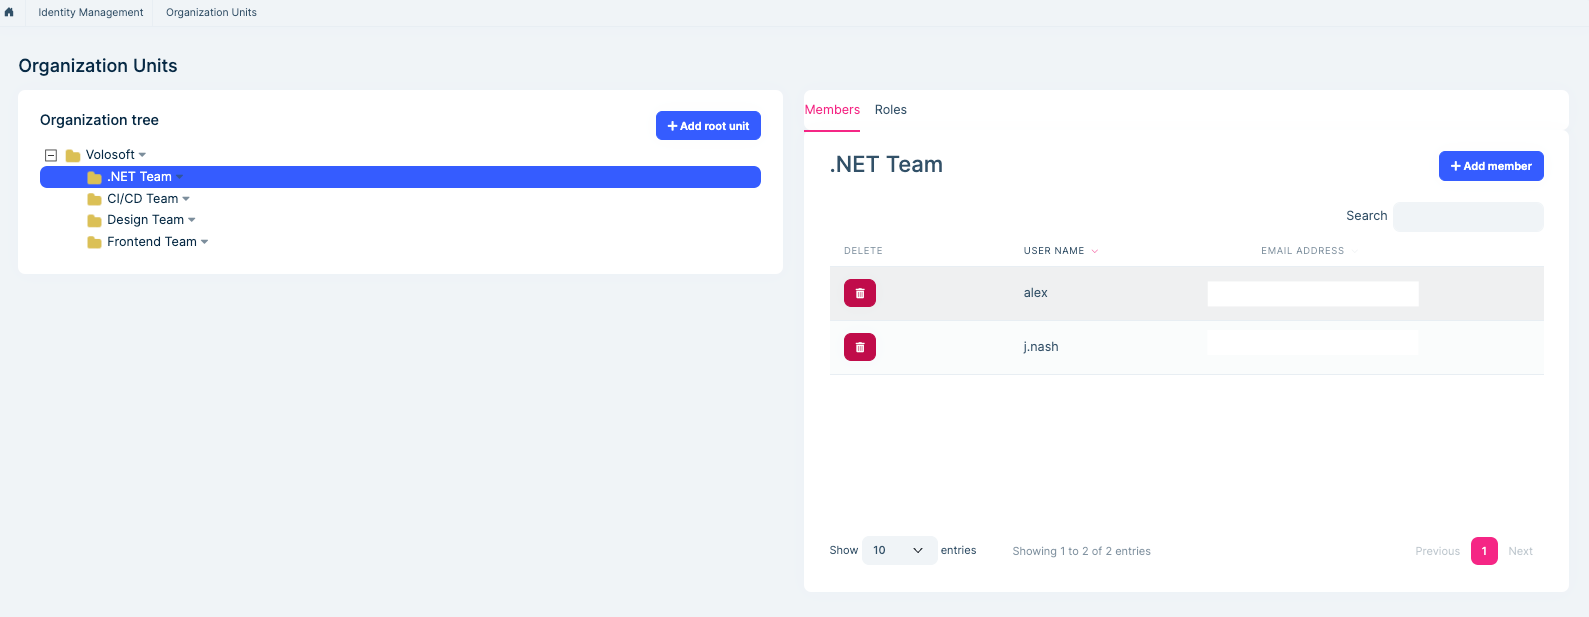 Identity Management
Organization Units
Organization Units
Organization tree
Add root unit
Volosoft
.NET Team
CI/CD Team
Design Team
Frontend Team
Members Roles
.NET Team
Add member
Search
DELETE USER NAME EMAIL ADDRESS
alex
j.nash
Show 10 entries Showing 1 to 2 of 2 entries Previous 1 Next